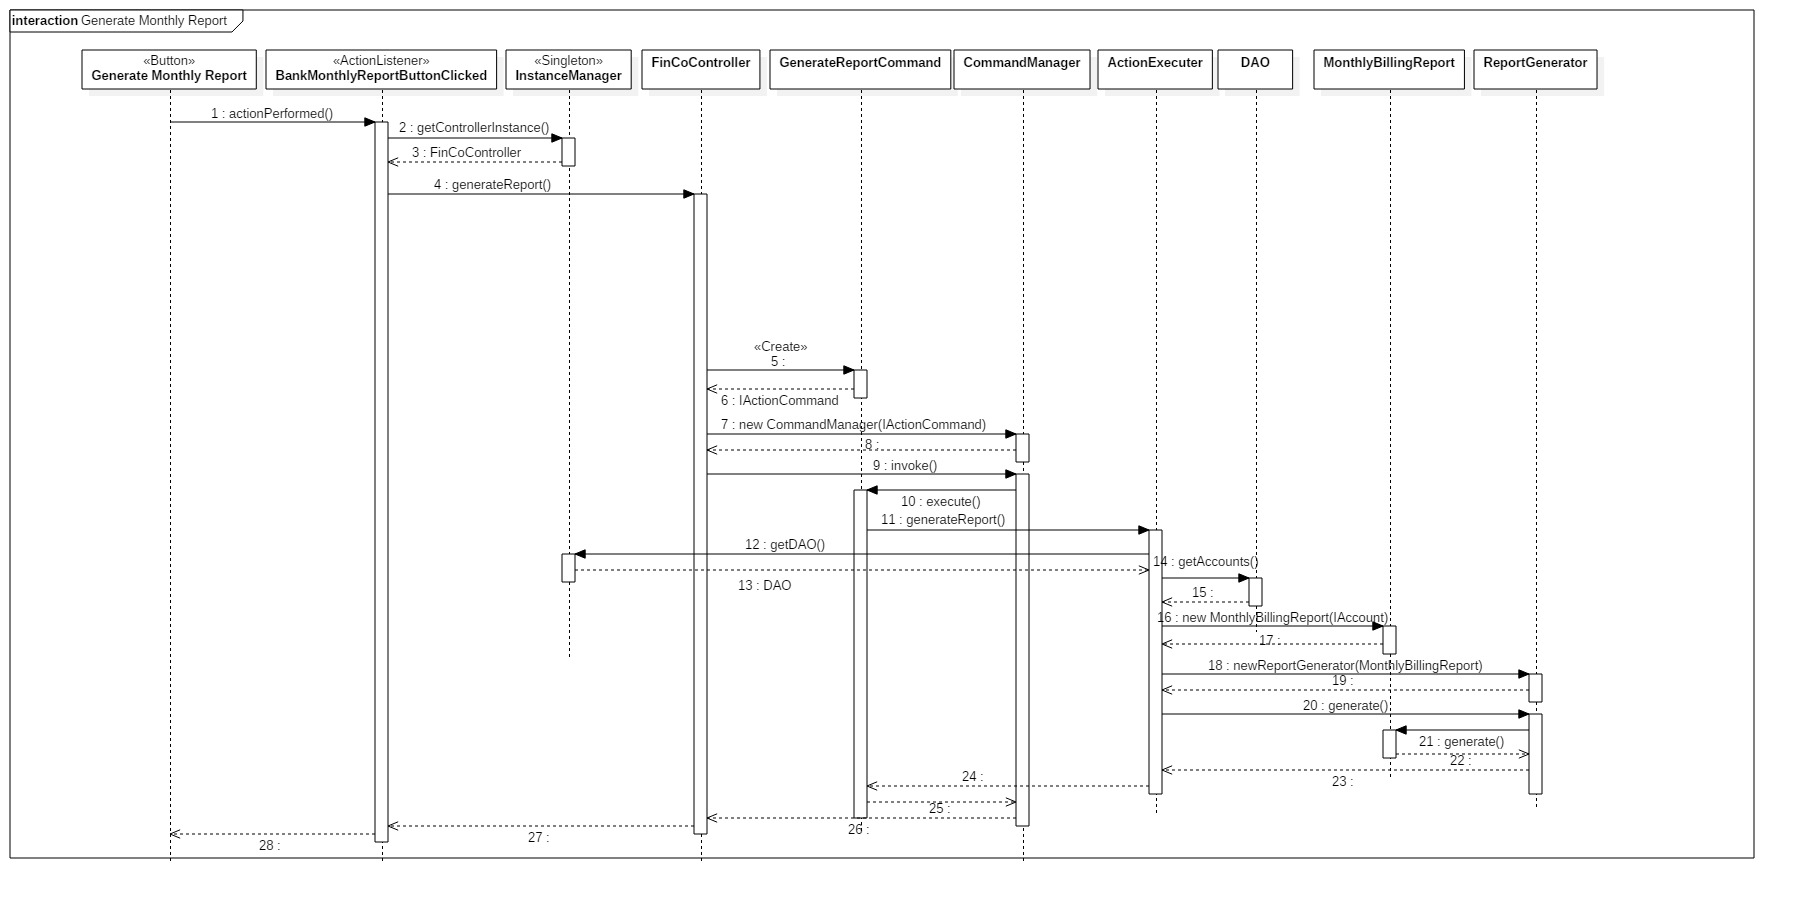 interaction Generate Monthly Report
«Button»
Generate Monthly Report
«ActionListener»
BankMonthlyReportButtonClicked
«Singleton»
InstanceManager
FinCoController
GenerateReportCommand
CommandManager
ActionExecuter
DAO
MonthlyBillingReport
ReportGenerator
1 : actionPerformed()
2 : getControllerInstance()
3 : FinCoController
4 : generateReport()
«Create»
5 :
6 : IActionCommand
7 : new CommandManager(IActionCommand)
8 :
9 : invoke()
10 : execute()
11 : generateReport()
12 : getDAO()
13 : DAO
14 : getAccounts()
15 :
16 : new MonthlyBillingReport(IAccount)
17 :
18 : newReportGenerator(MonthlyBillingReport)
19 :
20 : generate()
21 : generate()
22 :
23 :
24 :
25 :
26 :
27 :
28 :